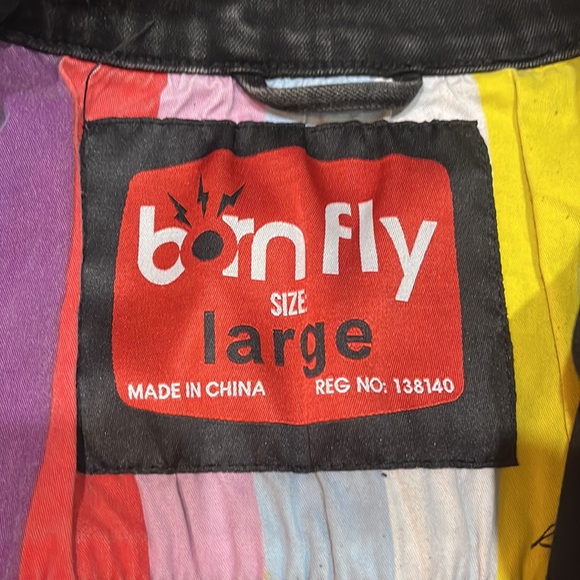 born fly
SIZE
large
MADE IN CHINA REG NO: 138140